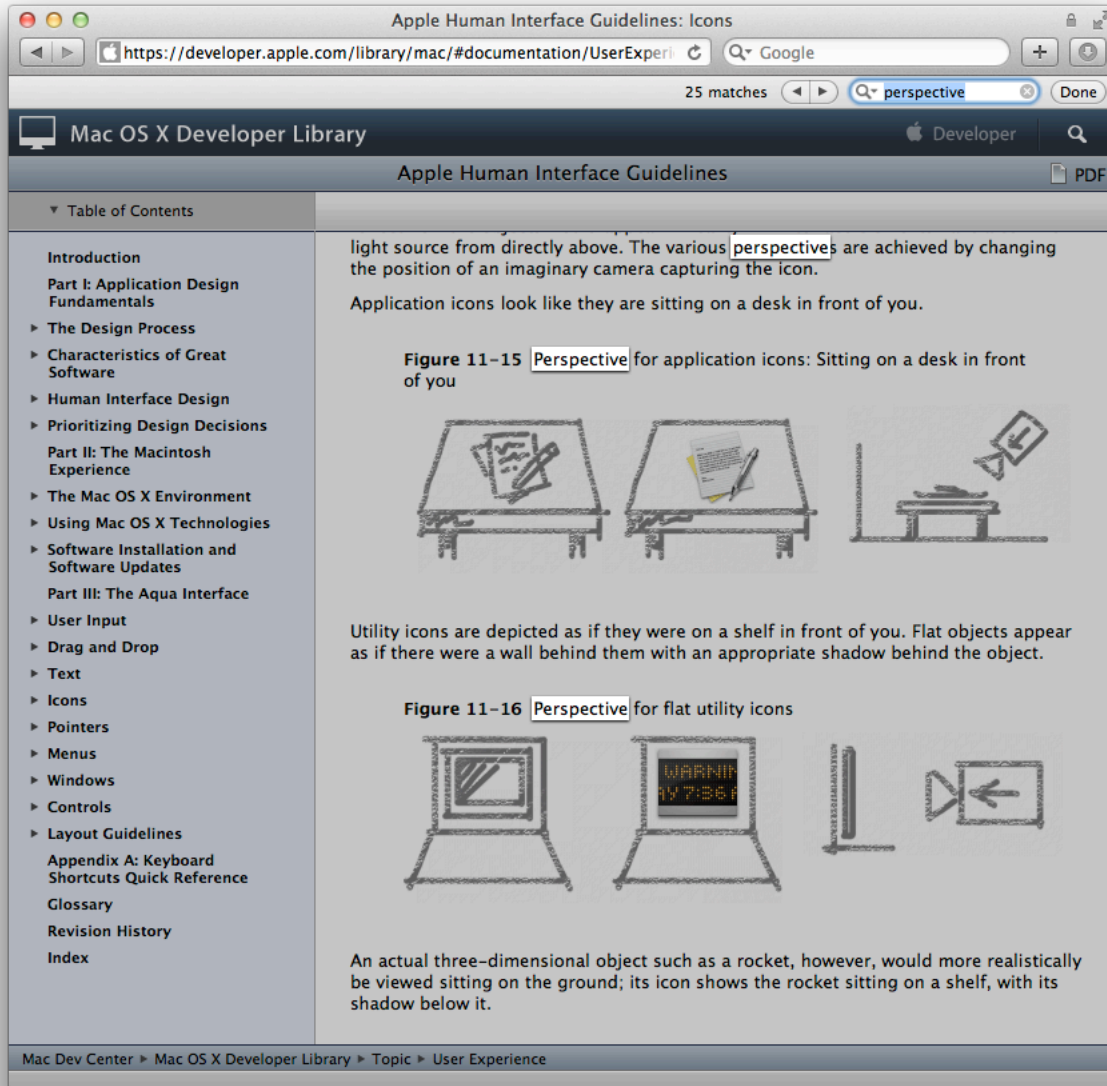 Apple Human Interface Guidelines: Icons
https://developer.apple.com/library/mac/#documentation/UserExperi
Google
25 matches
perspective
Done
Mac OS X Developer Library
Developer
Apple Human Interface Guidelines
PDF
Table of Contents
Introduction
Part I: Application Design
Fundamentals
The Design Process
Characteristics of Great
Software
Human Interface Design
Prioritizing Design Decisions
Part II: The Macintosh
Experience
The Mac OS X Environment
Using Mac OS X Technologies
Software Installation and
Software Updates
Part III: The Aqua Interface
User Input
Drag and Drop
Text
Icons
Pointers
Menus
Windows
Controls
Layout Guidelines
Appendix A: Keyboard
Shortcuts Quick Reference
Glossary
Revision History
Index
light source from directly above. The various perspectives are achieved by changing
the position of an imaginary camera capturing the icon.
Application icons look like they are sitting on a desk in front of you.
Figure 11-15 Perspective for application icons: Sitting on a desk in front
of you
Utility icons are depicted as if they were on a shelf in front of you. Flat objects appear
as if there were a wall behind them with an appropriate shadow behind the object.
Figure 11-16 Perspective for flat utility icons
WARNIN
AY 7:36 A
An actual three-dimensional object such as a rocket, however, would more realistically
be viewed sitting on the ground; its icon shows the rocket sitting on a shelf, with its
shadow below it.
Mac Dev Center ▸ Mac OS X Developer Library ▸ Topic ▸ User Experience